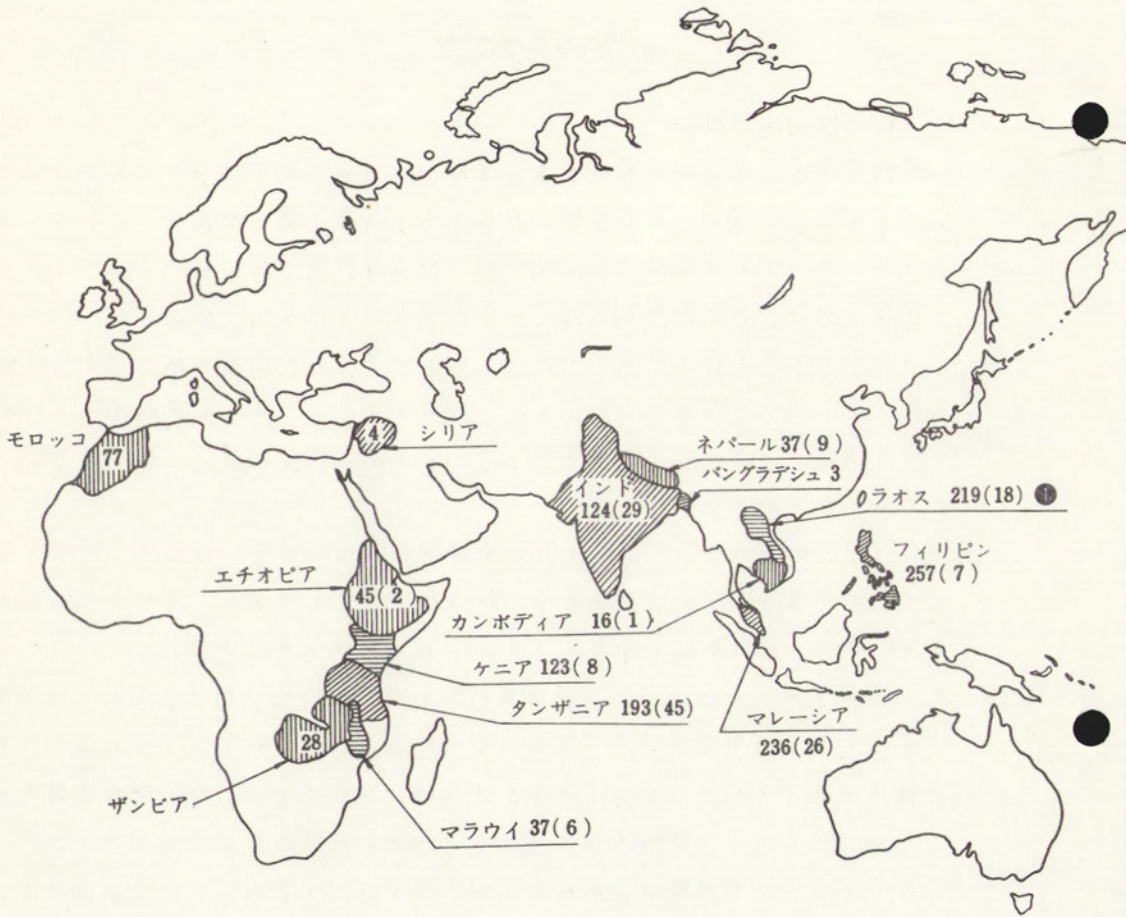 モロッコ
77
4
シリア
ネパール 37(9)
バングラデシュ 3
インド
124(29)
ラオス 219(18)
フィリピン
257(7)
エチオピア
45(2
カンボディア 16(1)
ケニア 123(8)
タンザニア 193(45)
マレーシア
236(26)
28
ザンビア
マラウイ 37(6)